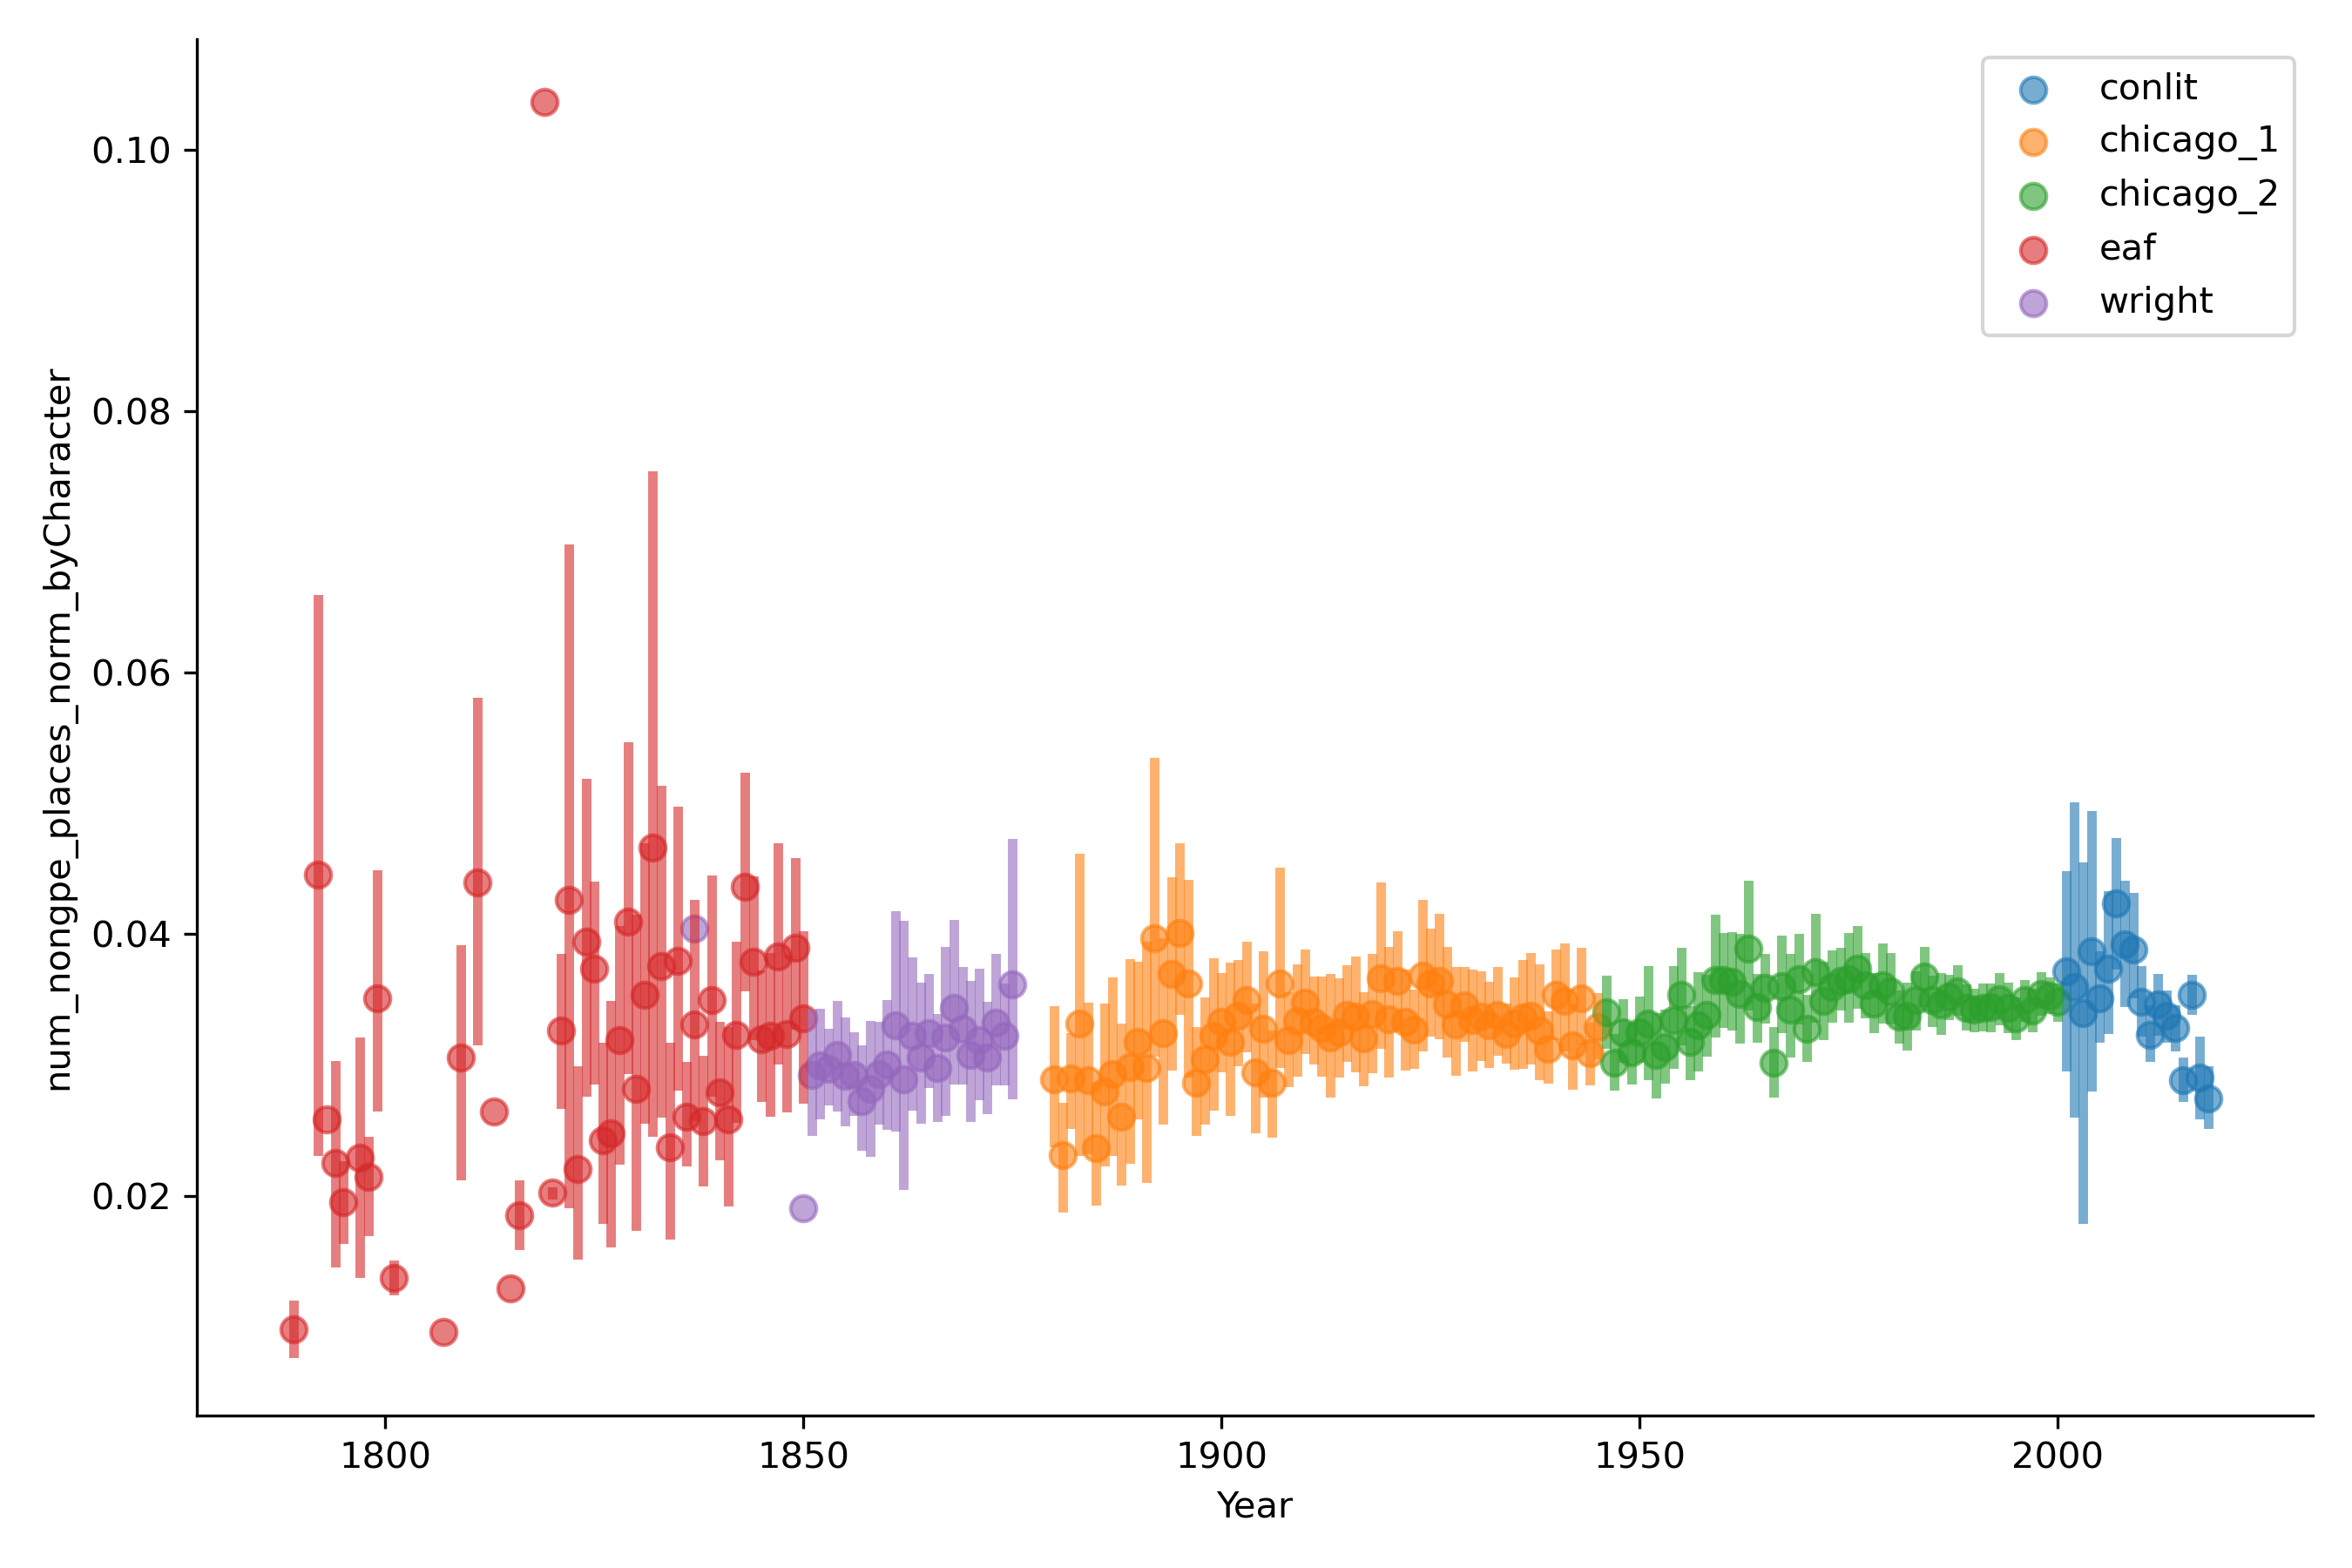 conlit
chicago_1
chicago_2
eaf
wright
0.10
0.08
0.06
0.04
0.02
num_nongpe_places_norm_byCharacter
1800 1850 1900 1950 2000
Year